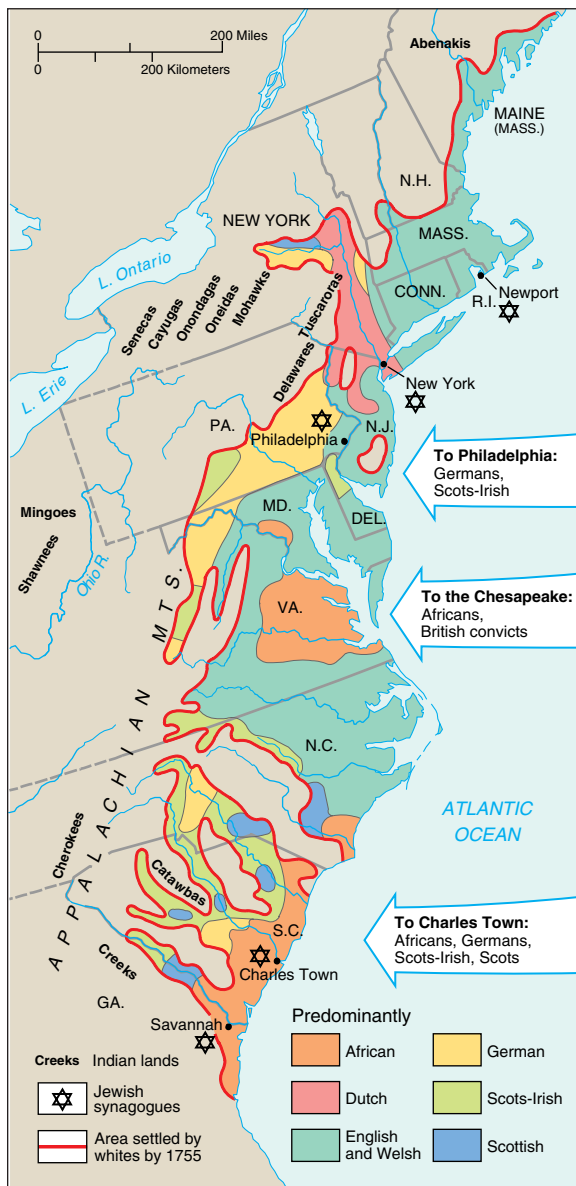 0 200 Miles
0 200 Kilometers
Abenakis
MAINE
(MASS.)
N.H.
NEW YORK
MASS.
L. Ontario
CONN.
R.I.
Newport
Senecas
Cayugas
Onondagas
Oneidas
Mohawks
Tuscaroras
L. Erie
Delawares
New York
PA.
Philadelphia
N.J.
To Philadelphia:
Germans,
Scots-Irish
MD.
DEL.
Mingoes
Shawnees
Ohio R.
To the Chesapeake:
Africans,
British convicts
VA.
APPALACHIAN MTS.
N.C.
ATLANTIC
OCEAN
Cherokees
Catawbas
To Charles Town:
Africans, Germans,
Scots-Irish, Scots
S.C.
Charles Town
Creeks
GA.
Savannah
Predominantly
African
German
Dutch
Scots-Irish
English
and Welsh
Scottish
Creeks Indian lands
Jewish
synagogues
Area settled by
whites by 1755